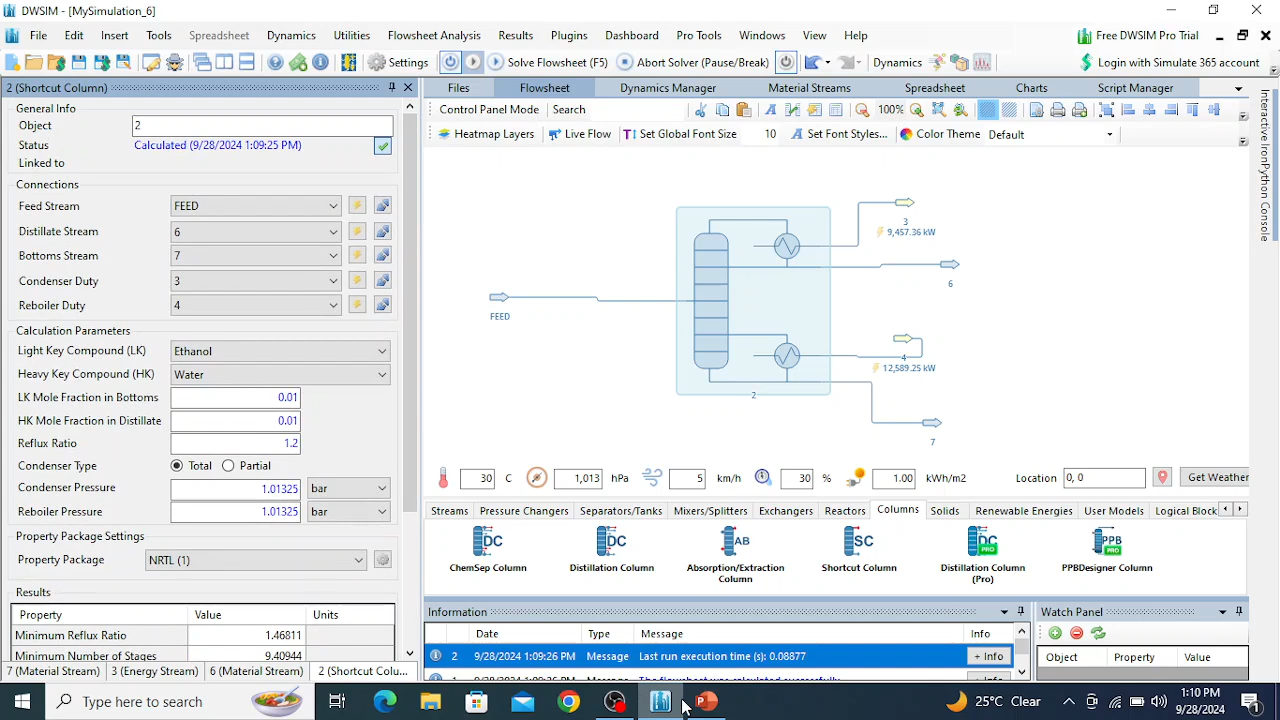 DWSIM - [MySimulation_6]
File Edit Insert Tools Spreadsheet Dynamics Utilities Flowsheet Analysis Results Plugins Dashboard Pro Tools Windows View Help Free DWSIM Pro Trial
Settings Solve Flowsheet (F5) Abort Solver (Pause/Break) Dynamics Login with Simulate 365 account
2 (Shortcut Column)
Files Flowsheet Dynamics Manager Material Streams Spreadsheet Charts Script Manager
Control Panel Mode Search 100%
Heatmap Layers Live Flow Set Global Font Size 10 Set Font Styles... Color Theme Default
Interactive IronPython Console
General Info
Object 2
Status Calculated (9/28/2024 1:09:25 PM)
Linked to
Connections
Feed Stream FEED
Distillate Stream 6
Bottoms Stream 7
Condenser Duty 3
Reboiler Duty 4
Calculation Parameters
Light Key Compound (LK) Ethanol
Heavy Key Compound (HK) Water
LK Mole Fraction in Bottoms 0.01
HK Mole Fraction in Distillate 0.01
Reflux Ratio 1.2
Condenser Type Total Partial
Condenser Pressure 1.01325 bar
Reboiler Pressure 1.01325 bar
Property Package Settings
Property Package NRTL (1)
Results
Property Value Units
Minimum Reflux Ratio 1.46811
Minimum Number of Stages 9.40944
7 (Material Stream) 3 (Energy Stream) 6 (Material Stream) 2 (Shortcut Colu...
3
9,457.36 kW
6
FEED
4
12,589.25 kW
2
7
30 C 1,013 hPa 5 km/h 30 % 1.00 kWh/m2 Location 0, 0 Get Weather
Streams Pressure Changers Separators/Tanks Mixers/Splitters Exchangers Reactors Columns Solids Renewable Energies User Models Logical Block
DC DC AB SC DC PRO PPB PRO
ChemSep Column Distillation Column Absorption/Extraction Column Shortcut Column Distillation Column (Pro) PPBDesigner Column
Information
Date Type Message Info
2 9/28/2024 1:09:26 PM Message Last run execution time (s): 0.08877 + Info
Watch Panel
Object Property Value
Type here to search
25°C Clear
1:10 PM
9/28/2024
1